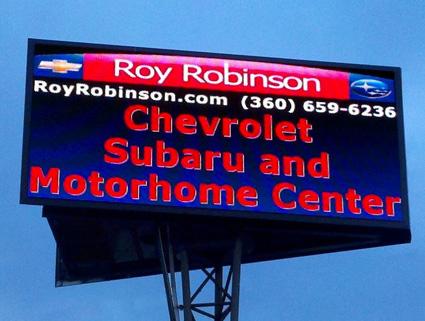 Roy Robinson
RoyRobinson.com (360) 659-6236
Chevrolet
Subaru and
Motorhome Center